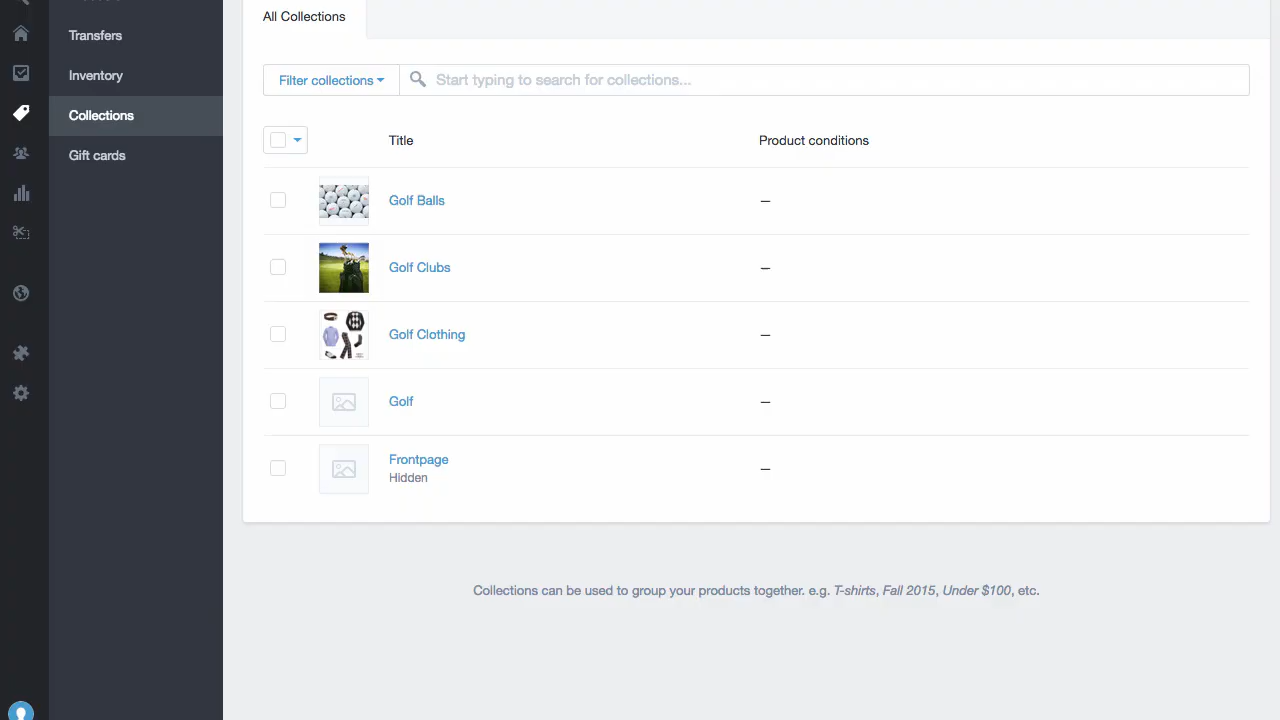 Transfers
Inventory
Collections
Gift cards
All Collections
Filter collections
Start typing to search for collections...
Title
Product conditions
Golf Balls
—
Golf Clubs
—
Golf Clothing
—
Golf
—
Frontpage
Hidden
—
Collections can be used to group your products together. e.g. T-shirts, Fall 2015, Under $100, etc.